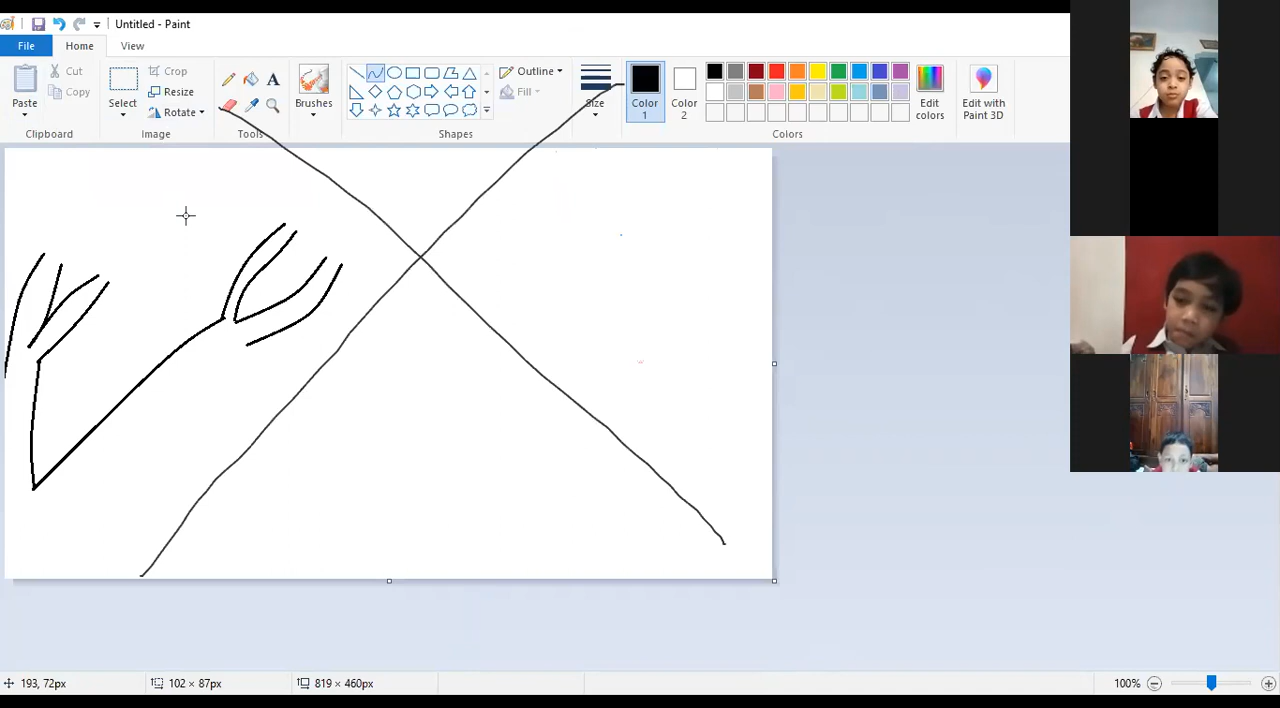 Untitled - Paint
File Home View
Paste Cut Copy Clipboard
Select Crop Resize Rotate Image
Tools
Brushes
Outline Fill Shapes
Size
Color 1
Color 2
Edit colors
Colors
Edit with Paint 3D
193, 72px 102 × 87px 819 × 460px 100%